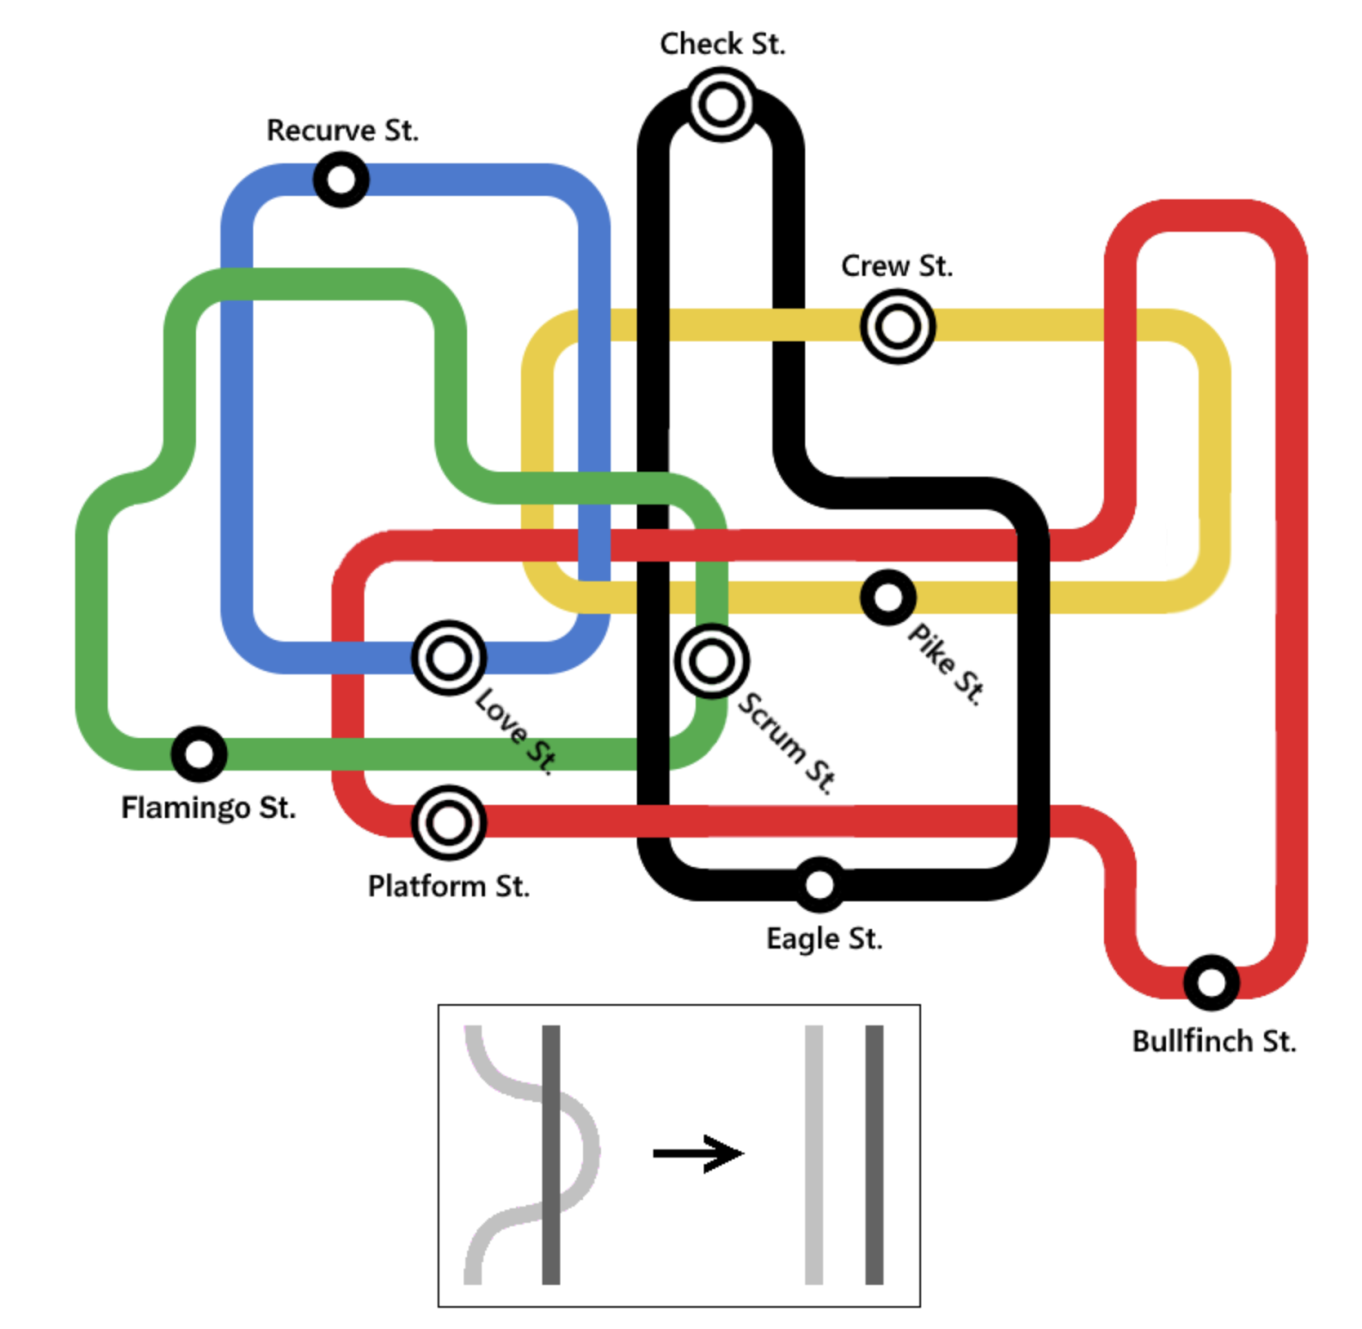 Check St.
Recurve St.
Crew St.
Pike St.
Love St.
Scrum St.
Flamingo St.
Platform St.
Eagle St.
Bullfinch St.